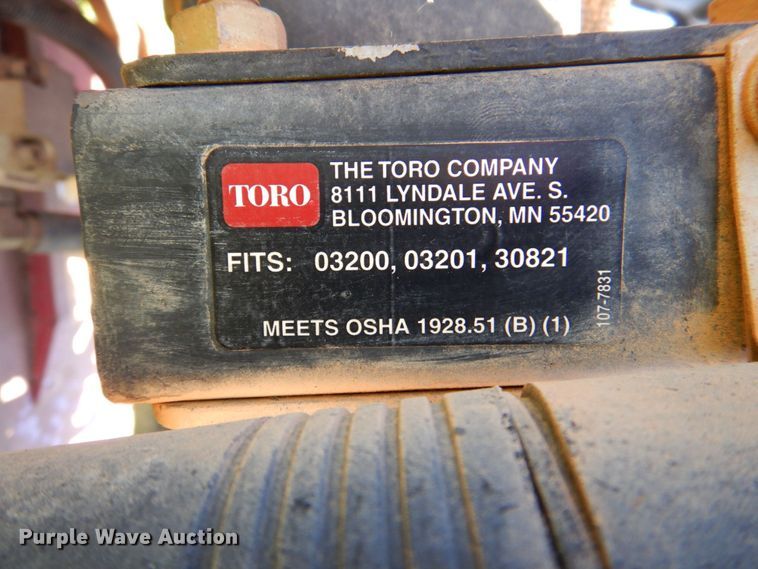 TORO
THE TORO COMPANY
8111 LYNDALE AVE. S.
BLOOMINGTON, MN 55420
FITS: 03200, 03201, 30821
MEETS OSHA 1928.51 (B) (1)
107-7831
Purple Wave Auction®